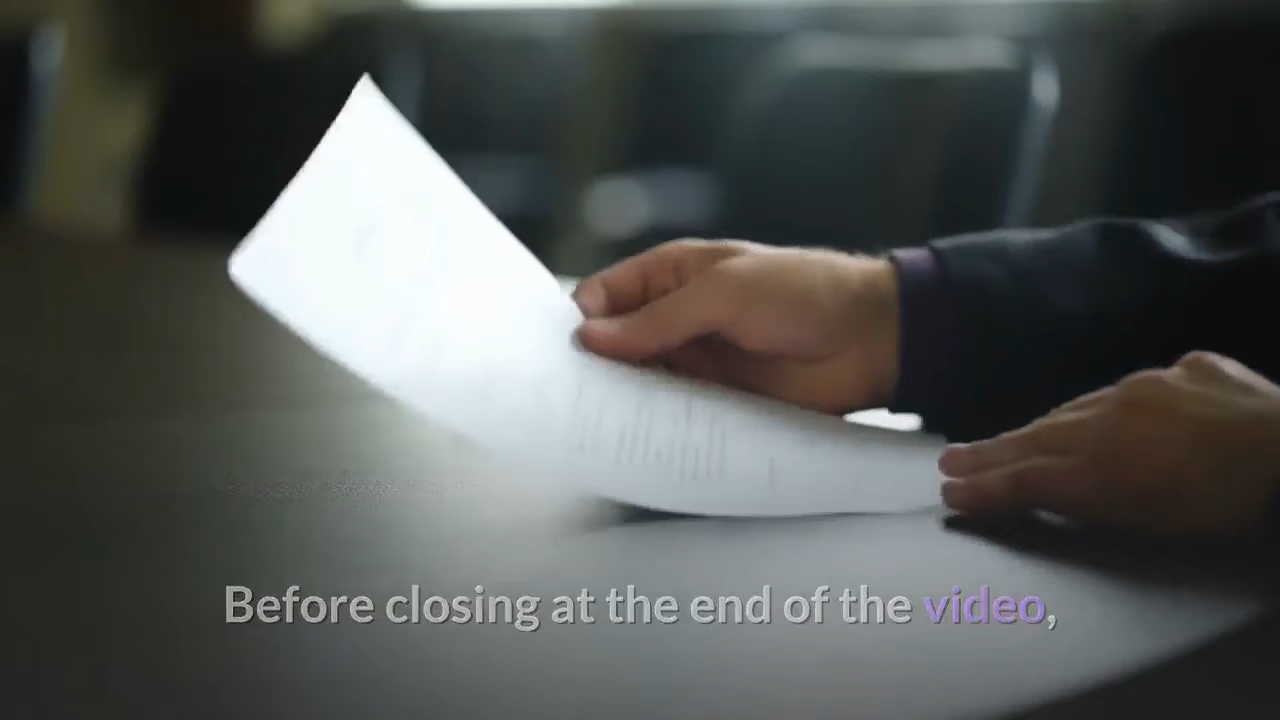 Before closing at the end of the video,